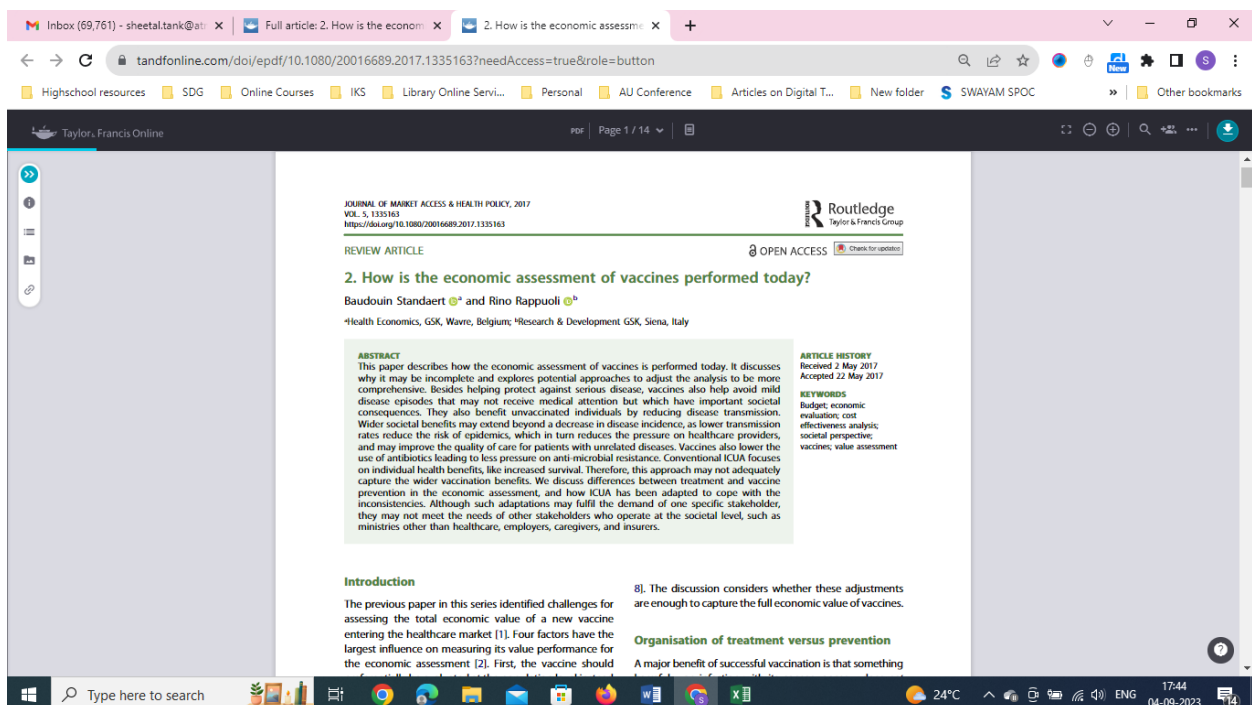 Inbox (69,761) - sheetal.tank@at
Full article: 2. How is the econom
2. How is the economic assessme
tandfonline.com/doi/epdf/10.1080/20016689.2017.1335163?needAccess=true&role=button
New
S
Highschool resources
SDG
Online Courses
IKS
Library Online Servi...
Personal
AU Conference
Articles on Digital T...
New folder
S SWAYAM SPOC
»
Other bookmarks
Taylor & Francis Online
PDF
Page 1 / 14
JOURNAL OF MARKET ACCESS & HEALTH POLICY, 2017
VOL. 5, 1335163
https://doi.org/10.1080/20016689.2017.1335163
ROUTLEDGE
Routledge
Taylor & Francis Group
REVIEW ARTICLE
OPEN ACCESS
Check for updates
2. How is the economic assessment of vaccines performed today?
Baudouin Standaert a and Rino Rappuoli b
aHealth Economics, GSK, Wavre, Belgium; bResearch & Development GSK, Siena, Italy
ABSTRACT
This paper describes how the economic assessment of vaccines is performed today. It discusses
why it may be incomplete and explores potential approaches to adjust the analysis to be more
comprehensive. Besides helping protect against serious disease, vaccines also help avoid mild
disease episodes that may not receive medical attention but which have important societal
consequences. They also benefit unvaccinated individuals by reducing disease transmission.
Wider societal benefits may extend beyond a decrease in disease incidence, as lower transmission
rates reduce the risk of epidemics, which in turn reduces the pressure on healthcare providers,
and may improve the quality of care for patients with unrelated diseases. Vaccines also lower the
use of antibiotics leading to less pressure on anti-microbial resistance. Conventional ICUA focuses
on individual health benefits, like increased survival. Therefore, this approach may not adequately
capture the wider vaccination benefits. We discuss differences between treatment and vaccine
prevention in the economic assessment, and how ICUA has been adapted to cope with the
inconsistencies. Although such adaptations may fulfil the demand of one specific stakeholder,
they may not meet the needs of other stakeholders who operate at the societal level, such as
ministries other than healthcare, employers, caregivers, and insurers.
ARTICLE HISTORY
Received 2 May 2017
Accepted 22 May 2017
KEYWORDS
Budget; economic
evaluation; cost
effectiveness analysis;
societal perspective;
vaccines; value assessment
Introduction
The previous paper in this series identified challenges for
assessing the total economic value of a new vaccine
entering the healthcare market [1]. Four factors have the
largest influence on measuring its value performance for
the economic assessment [2]. First, the vaccine should
8]. The discussion considers whether these adjustments
are enough to capture the full economic value of vaccines.
Organisation of treatment versus prevention
A major benefit of successful vaccination is that something
Type here to search
24°C
ENG
17:44
04-09-2023
14